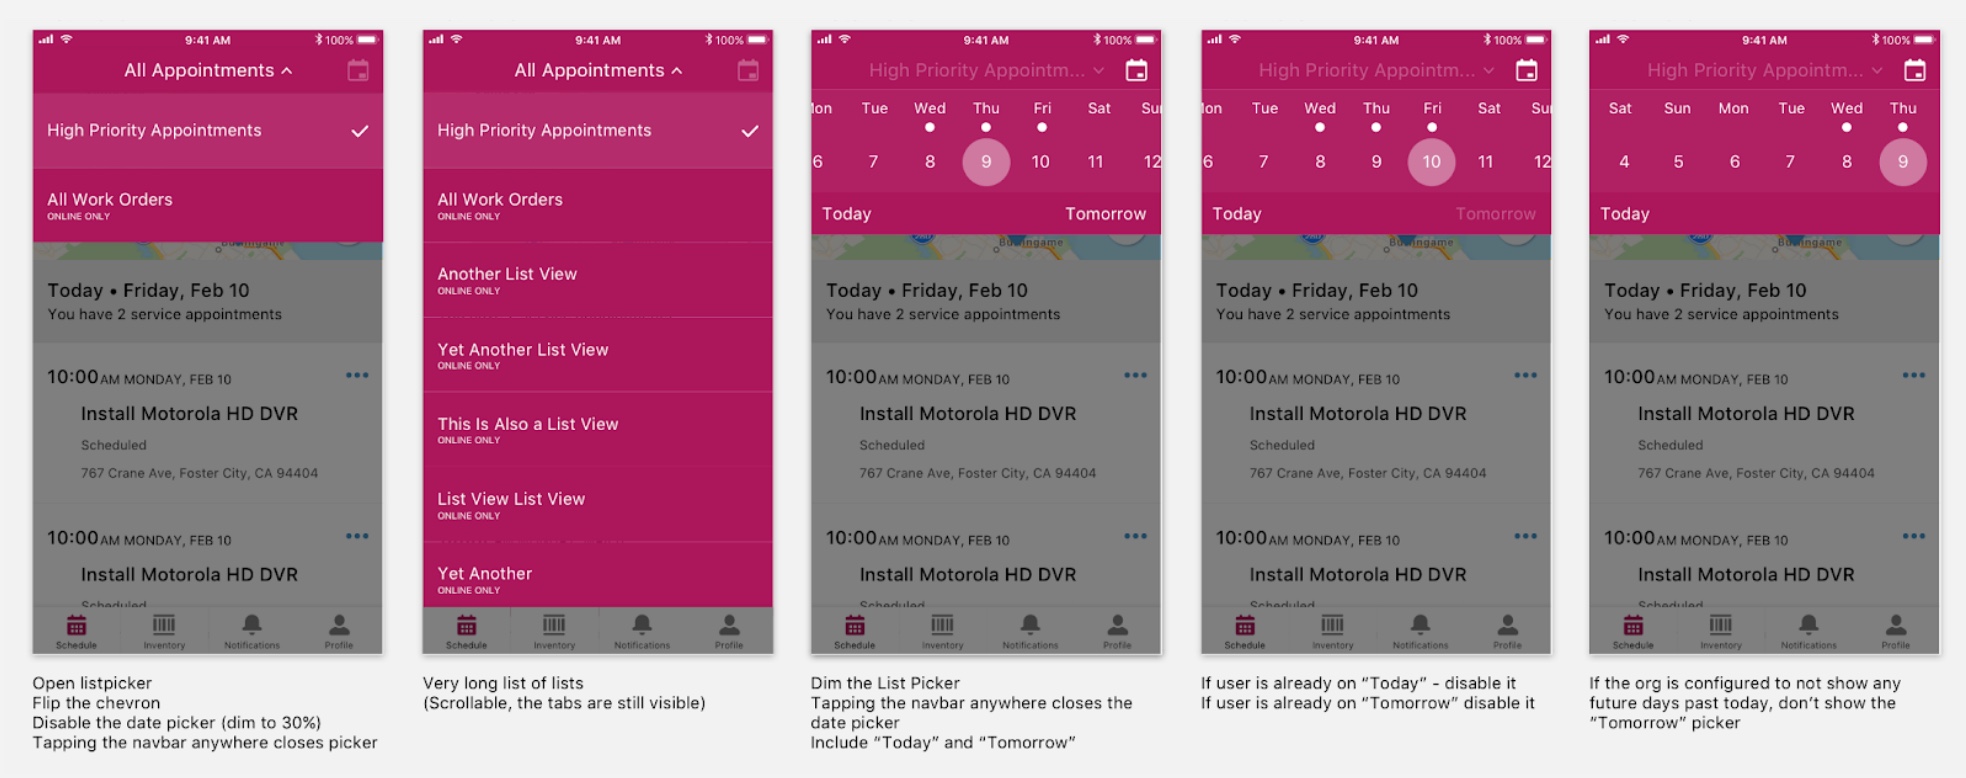 9:41 AM
100%
All Appointments
High Priority Appointments
All Work Orders
ONLINE ONLY
Burlingame
Today • Friday, Feb 10
You have 2 service appointments
10:00 AM MONDAY, FEB 10
Install Motorola HD DVR
Scheduled
767 Crane Ave, Foster City, CA 94404
10:00 AM MONDAY, FEB 10
Install Motorola HD DVR
Scheduled
Schedule Inventory Notifications Profile
Open listpicker
Flip the chevron
Disable the date picker (dim to 30%)
Tapping the navbar anywhere closes picker
9:41 AM
100%
All Appointments
High Priority Appointments
All Work Orders
ONLINE ONLY
Another List View
ONLINE ONLY
Yet Another List View
ONLINE ONLY
This Is Also a List View
ONLINE ONLY
List View List View
ONLINE ONLY
Yet Another
ONLINE ONLY
Schedule Inventory Notifications Profile
Very long list of lists
(Scrollable, the tabs are still visible)
9:41 AM
100%
High Priority Appointm...
Mon Tue Wed Thu Fri Sat Sun
6 7 8 9 10 11 12
Today Tomorrow
Burlingame
Today • Friday, Feb 10
You have 2 service appointments
10:00 AM MONDAY, FEB 10
Install Motorola HD DVR
Scheduled
767 Crane Ave, Foster City, CA 94404
10:00 AM MONDAY, FEB 10
Install Motorola HD DVR
Scheduled
Schedule Inventory Notifications Profile
Dim the List Picker
Tapping the navbar anywhere closes the
date picker
Include “Today” and “Tomorrow”
9:41 AM
100%
High Priority Appointm...
Mon Tue Wed Thu Fri Sat Sun
6 7 8 9 10 11 12
Today Tomorrow
Burlingame
Today • Friday, Feb 10
You have 2 service appointments
10:00 AM MONDAY, FEB 10
Install Motorola HD DVR
Scheduled
767 Crane Ave, Foster City, CA 94404
10:00 AM MONDAY, FEB 10
Install Motorola HD DVR
Scheduled
Schedule Inventory Notifications Profile
If user is already on “Today” - disable it
If user is already on “Tomorrow” disable it
9:41 AM
100%
High Priority Appointm...
Sat Sun Mon Tue Wed Thu
4 5 6 7 8 9
Today
Burlingame
Today • Friday, Feb 10
You have 2 service appointments
10:00 AM MONDAY, FEB 10
Install Motorola HD DVR
Scheduled
767 Crane Ave, Foster City, CA 94404
10:00 AM MONDAY, FEB 10
Install Motorola HD DVR
Scheduled
Schedule Inventory Notifications Profile
If the org is configured to not show any
future days past today, don’t show the
“Tomorrow” picker